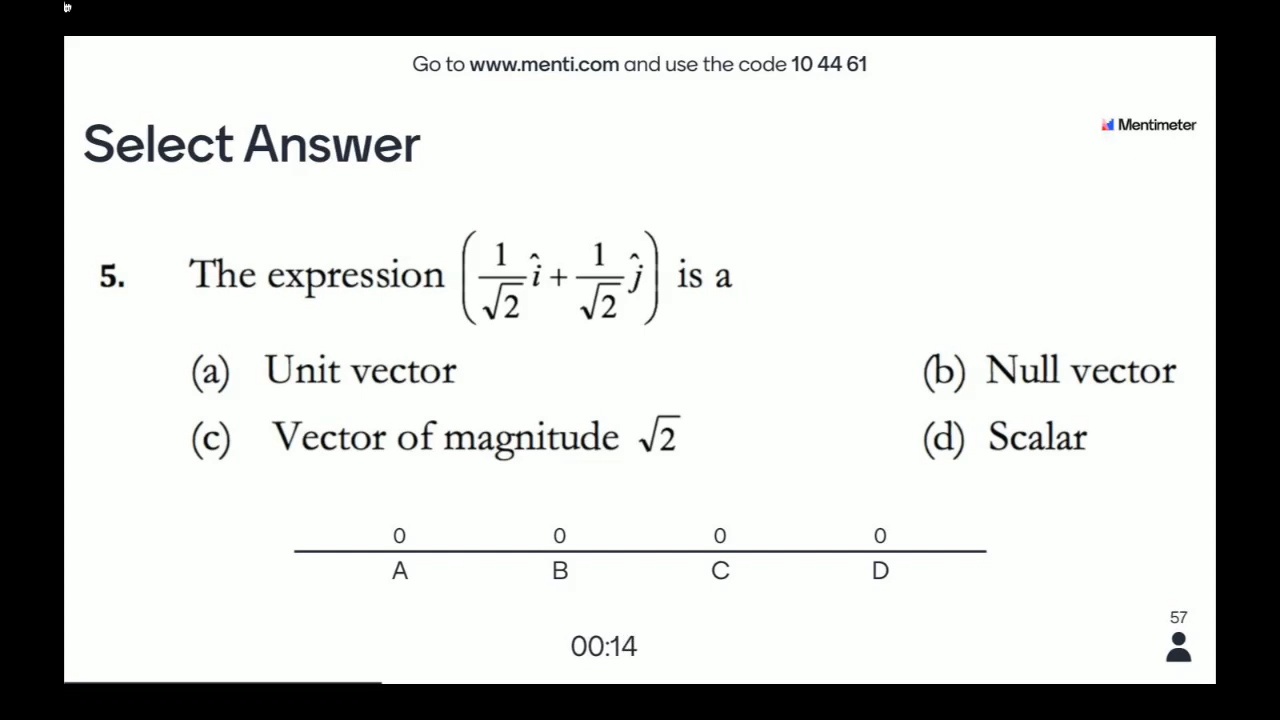 Go to www.menti.com and use the code 10 44 61
Mentimeter
Select Answer
5. The expression (1/√2 î + 1/√2 ĵ) is a
(a) Unit vector (b) Null vector
(c) Vector of magnitude √2 (d) Scalar
0 0 0 0
A B C D
57
00:14